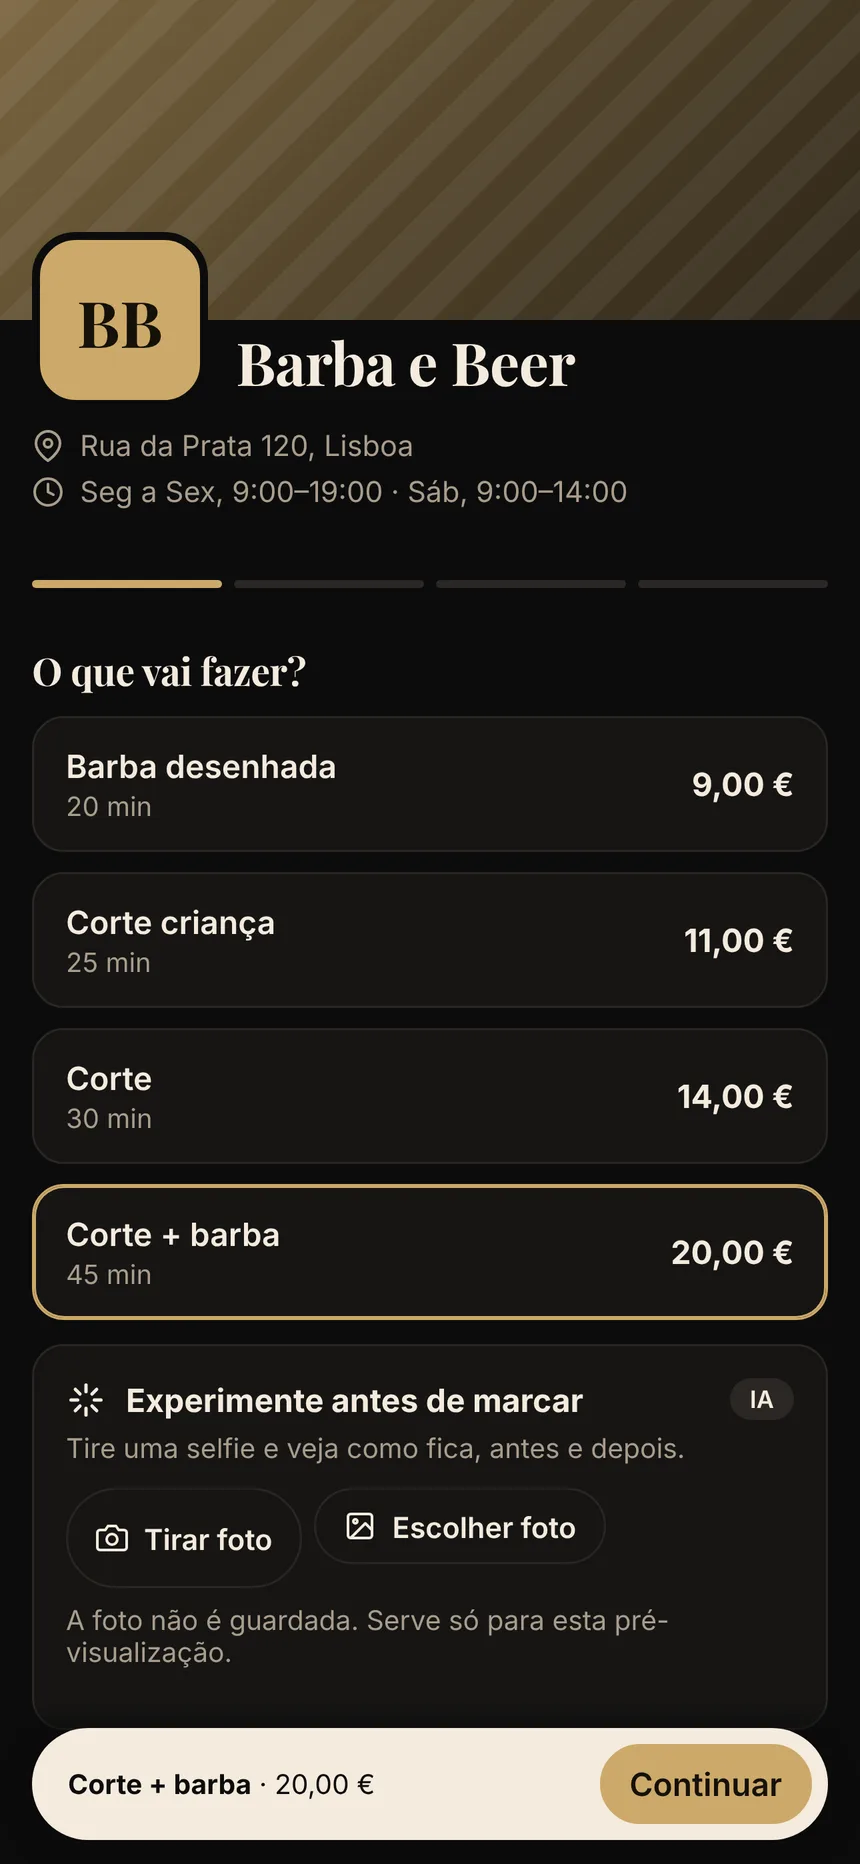 BB
Barba e Beer
Rua da Prata 120, Lisboa
Seg a Sex, 9:00–19:00 · Sáb, 9:00–14:00
O que vai fazer?
Barba desenhada
20 min
9,00 €
Corte criança
25 min
11,00 €
Corte
30 min
14,00 €
Corte + barba
45 min
20,00 €
Experimente antes de marcar
IA
Tire uma selfie e veja como fica, antes e depois.
Tirar foto
Escolher foto
A foto não é guardada. Serve só para esta pré-
visualização.
Corte + barba · 20,00 €
Continuar